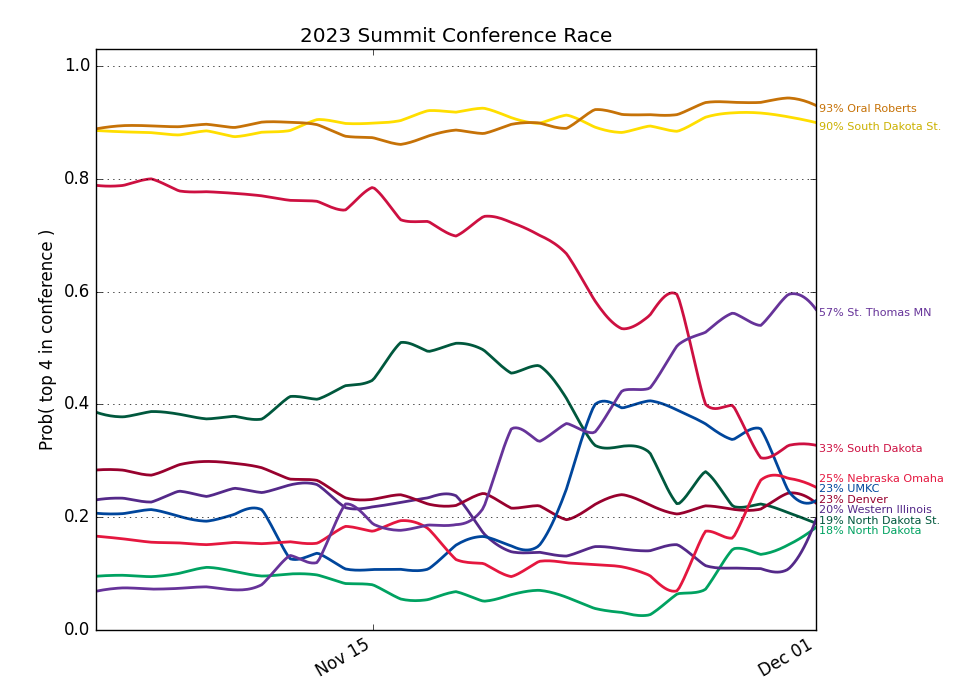 2023 Summit Conference Race
Prob( top 4 in conference )
1.0
0.8
0.6
0.4
0.2
0.0
Nov 15
Dec 01
93% Oral Roberts
90% South Dakota St.
57% St. Thomas MN
33% South Dakota
25% Nebraska Omaha
23% UMKC
23% Denver
20% Western Illinois
19% North Dakota St.
18% North Dakota